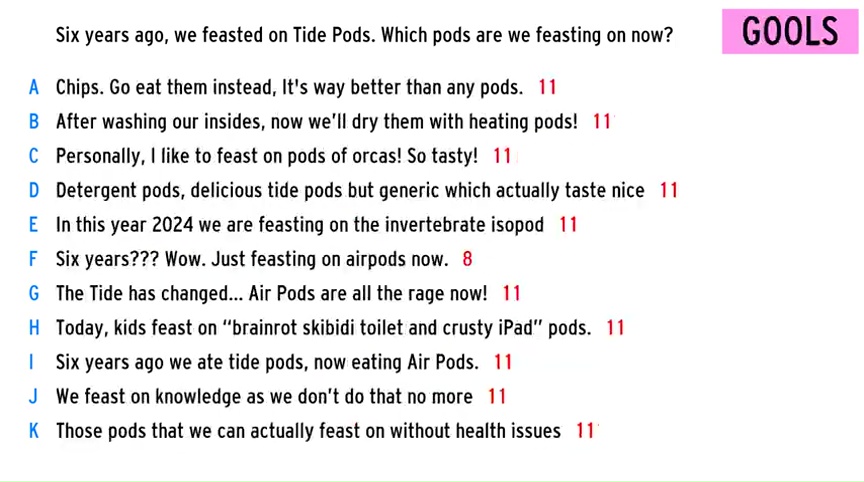 GOOLS
Six years ago, we feasted on Tide Pods. Which pods are we feasting on now?
A Chips. Go eat them instead, It's way better than any pods. 11
B After washing our insides, now we'll dry them with heating pods! 11
C Personally, I like to feast on pods of orcas! So tasty! 11
D Detergent pods, delicious tide pods but generic which actually taste nice 11
E In this year 2024 we are feasting on the invertebrate isopod 11
F Six years??? Wow. Just feasting on airpods now. 8
G The Tide has changed... Air Pods are all the rage now! 11
H Today, kids feast on “brainrot skibidi toilet and crusty iPad” pods. 11
I Six years ago we ate tide pods, now eating Air Pods. 11
J We feast on knowledge as we don't do that no more 11
K Those pods that we can actually feast on without health issues 11